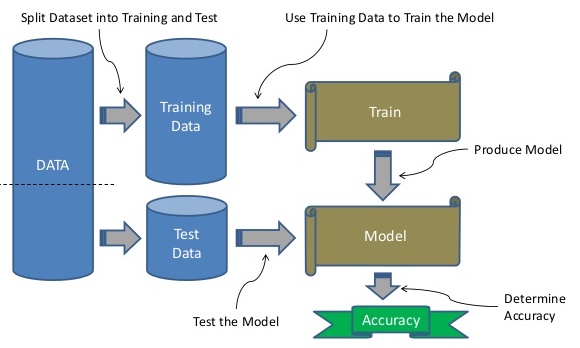 Split Dataset into Training and Test
Use Training Data to Train the Model
Training
Data
Train
DATA
Produce Model
Test
Data
Model
Test the Model
Determine
Accuracy
Accuracy